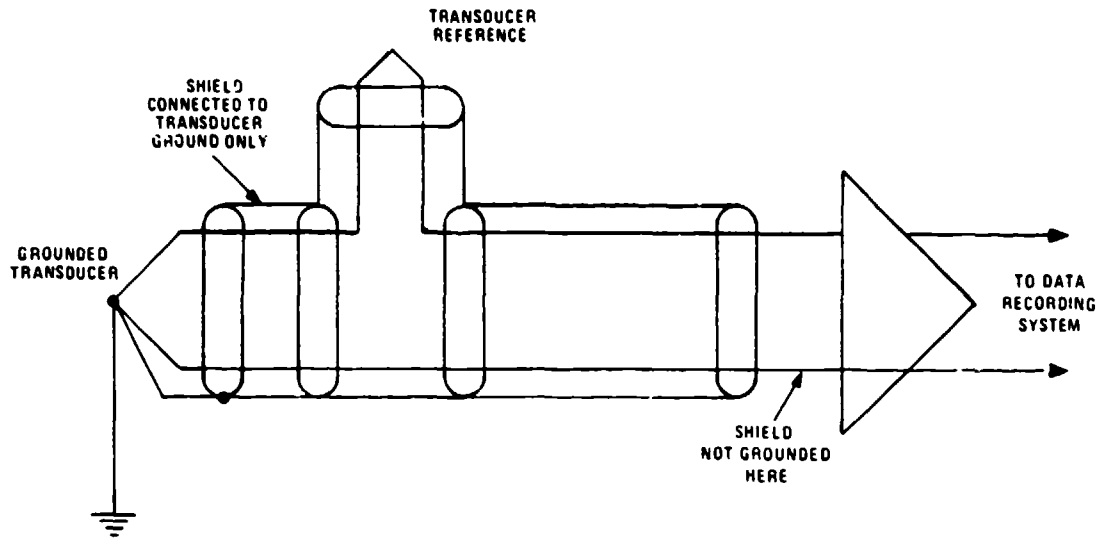 TRANSDUCER
REFERENCE
SHIELD
CONNECTED TO
TRANSDUCER
GROUND ONLY
GROUNDED
TRANSDUCER
TO DATA
RECORDING
SYSTEM
SHIELD
NOT GROUNDED
HERE